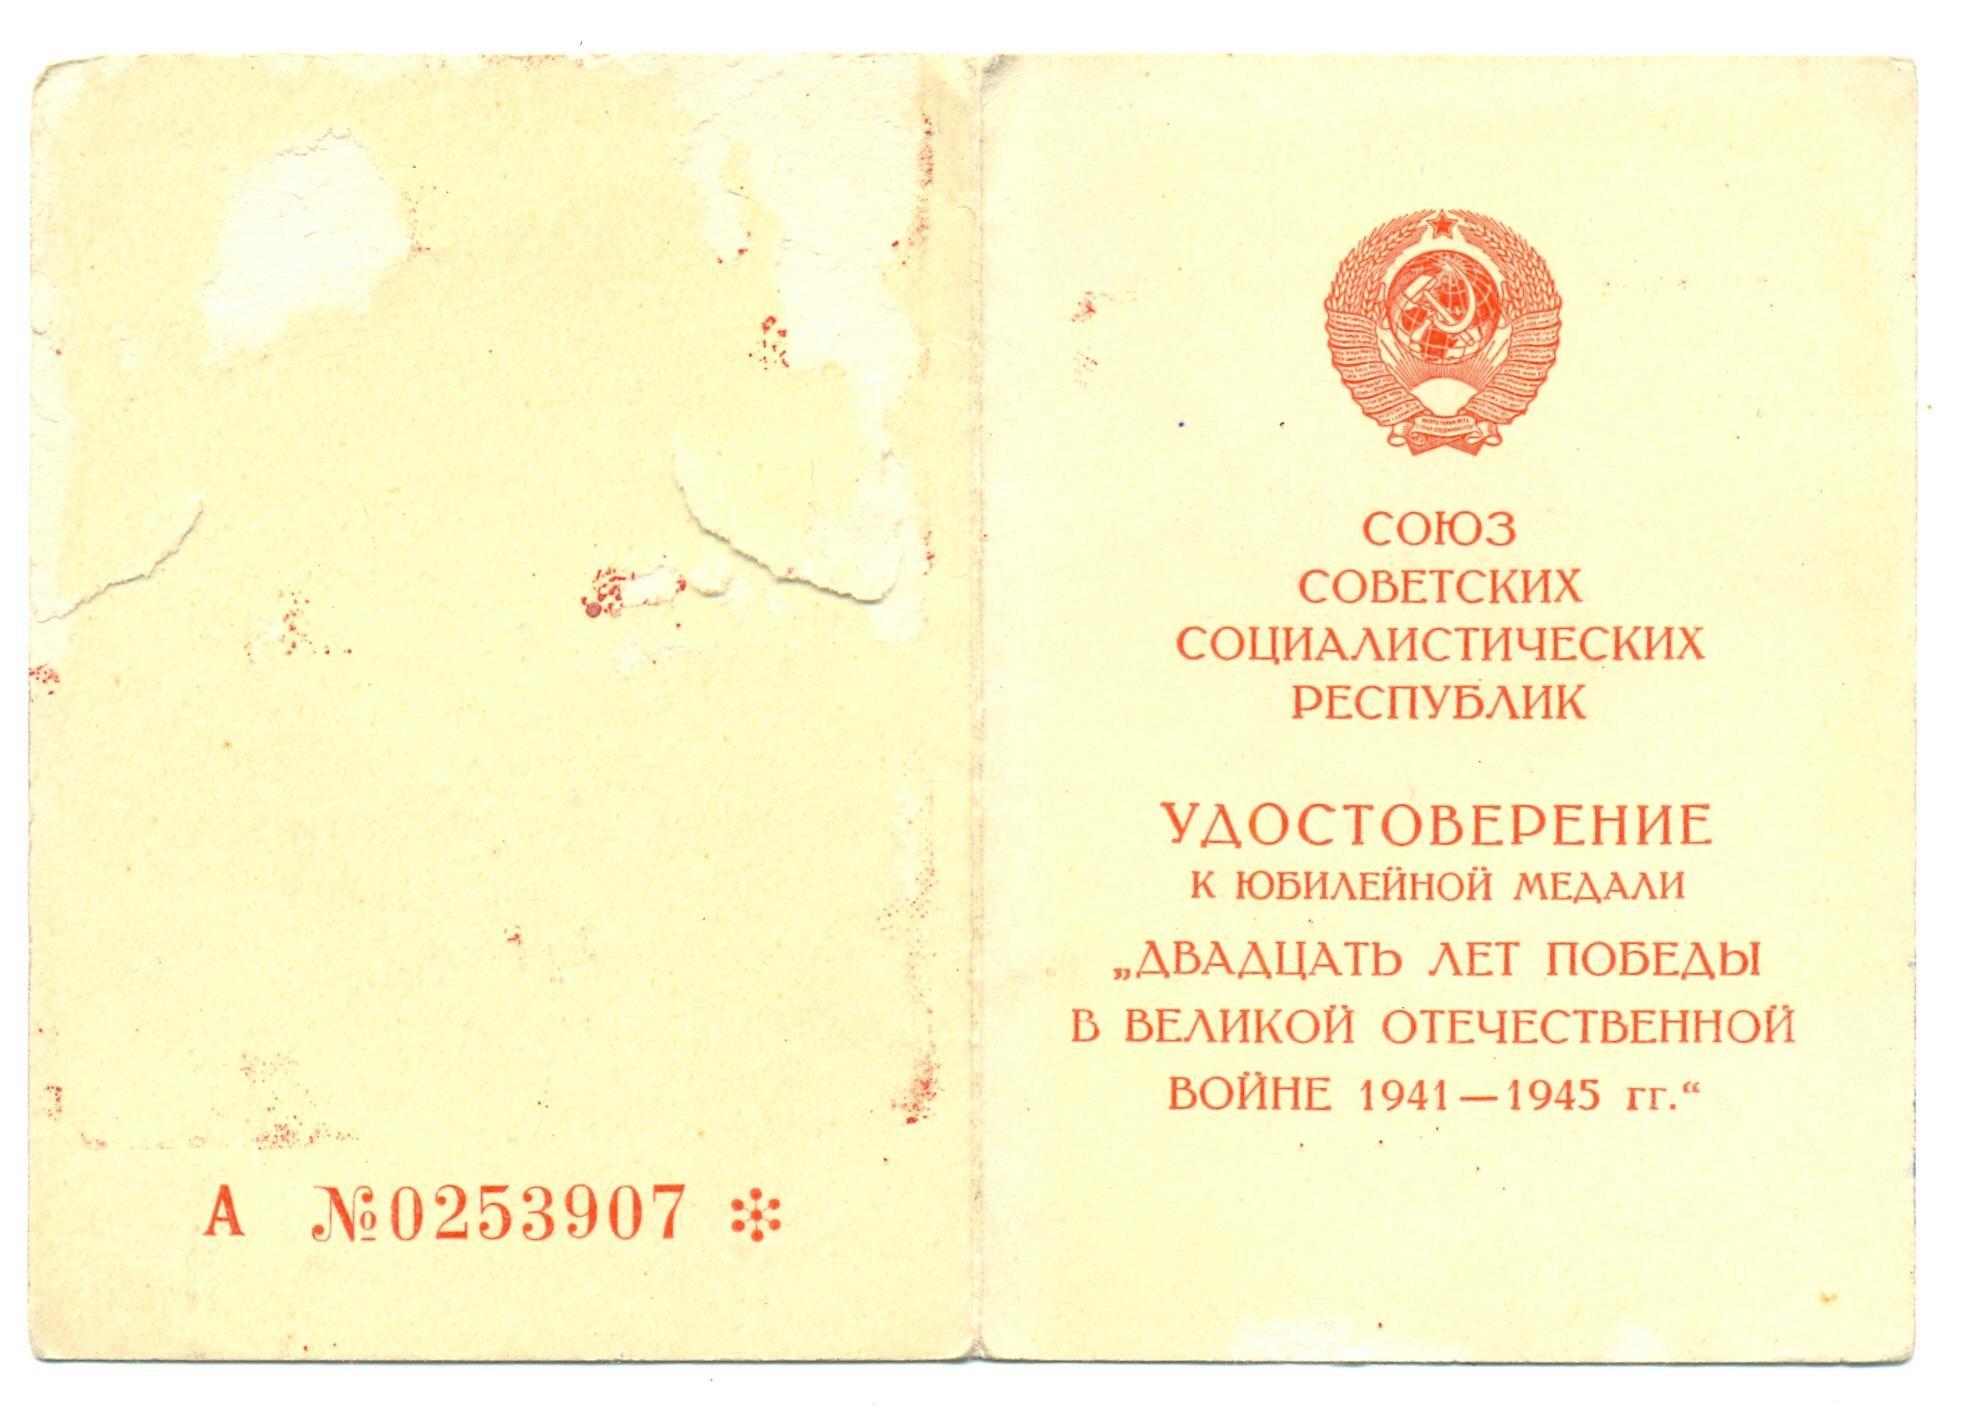 А №0253907
СОЮЗ
СОВЕТСКИХ
СОЦИАЛИСТИЧЕСКИХ
РЕСПУБЛИК
УДОСТОВЕРЕНИЕ
К ЮБИЛЕЙНОЙ МЕДАЛИ
„ДВАДЦАТЬ ЛЕТ ПОБЕДЫ
В ВЕЛИКОЙ ОТЕЧЕСТВЕННОЙ
ВОЙНЕ 1941—1945 гг.“